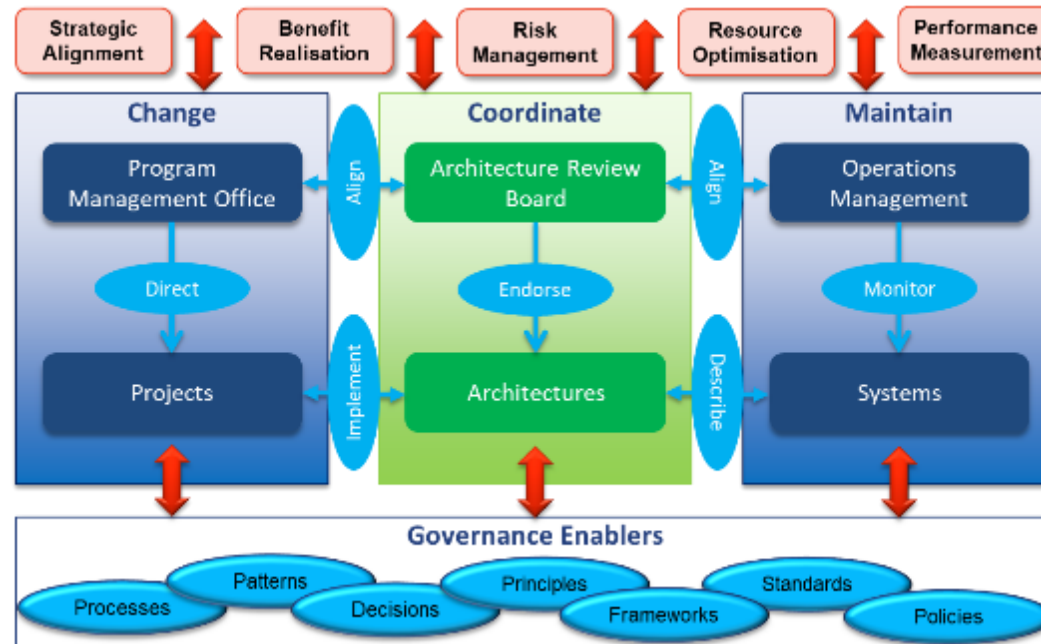 Strategic
Alignment
Benefit
Realisation
Risk
Management
Resource
Optimisation
Performance
Measurement
Change
Coordinate
Maintain
Program
Management Office
Align
Architecture Review
Board
Align
Operations
Management
Direct
Endorse
Monitor
Projects
Implement
Architectures
Describe
Systems
Governance Enablers
Processes
Patterns
Decisions
Principles
Frameworks
Standards
Policies